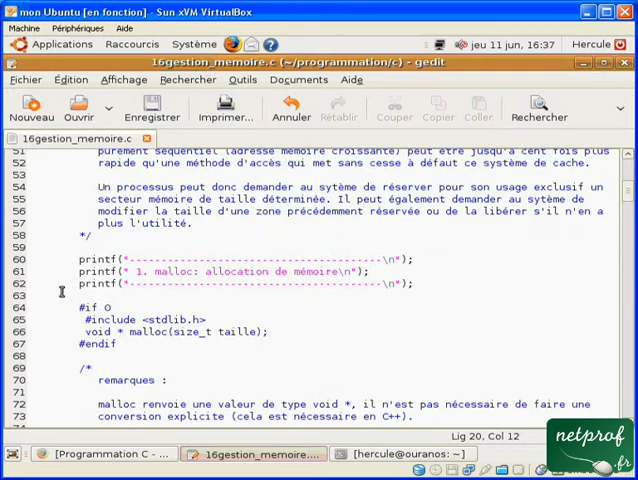 mon Ubuntu [en fonction] - Sun xVM VirtualBox
Machine Périphériques Aide
Applications Raccourcis Système jeu 11 jun, 16:37 Hercule
16gestion_memoire.c (~/programmation/c) - gedit
Fichier Édition Affichage Rechercher Outils Documents Aide
Nouveau Ouvrir Enregistrer Imprimer... Annuler Rétablir Couper Copier Coller Rechercher
16gestion_memoire.c
51 purement séquentiel (adresse mémoire croissante) peut être jusqu'à cent fois plus
52 rapide qu'une méthode d'accès qui met sans cesse à défaut ce système de cache.
53
54 Un processus peut donc demander au sytème de réserver pour son usage exclusif un
55 secteur mémoire de taille déterminée. Il peut également demander au sytème de
56 modifier la taille d'une zone précédemment réservée ou de la libérer s'il n'en a
57 plus l'utilité.
58 */
59
60 printf("----------------------------------------\n");
61 printf(" 1. malloc: allocation de mémoire\n");
62 printf("----------------------------------------\n");
63
64 #if 0
65 #include <stdlib.h>
66 void * malloc(size_t taille);
67 #endif
68
69 /*
70 remarques :
71
72 malloc renvoie une valeur de type void *, il n'est pas nécessaire de faire une
73 conversion explicite (cela est nécessaire en C++).
74
Lig 20, Col 12
[Programmation C - ... 16gestion_memoire.... [hercule@ouranos: ~]
netprof
.fr